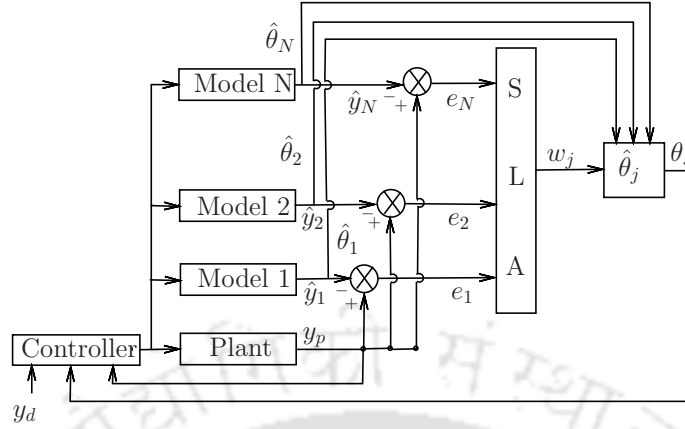 θ̂_N
Model N
ŷ_N
− +
e_N
S
θ̂_2
w_j
θ̂_j
L
Model 2
ŷ_2
− +
e_2
θ̂_1
Model 1
ŷ_1
− +
e_1
A
Controller
Plant
y_p
y_d